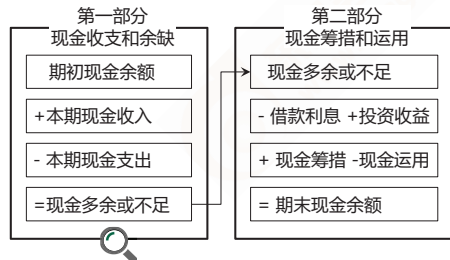 第一部分
现金收支和余缺
期初现金余额
+本期现金收入
- 本期现金支出
=现金多余或不足
第二部分
现金筹措和运用
现金多余或不足
- 借款利息 +投资收益
+ 现金筹措 -现金运用
= 期末现金余额